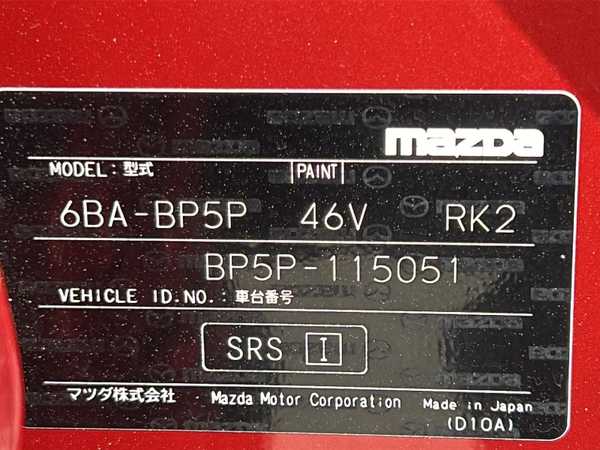 mazda
MODEL: 型式 PAINT
6BA-BP5P 46V RK2
BP5P-115051
VEHICLE ID.NO.: 車台番号
SRS I
マツダ株式会社 Mazda Motor Corporation Made in Japan
(D10A)